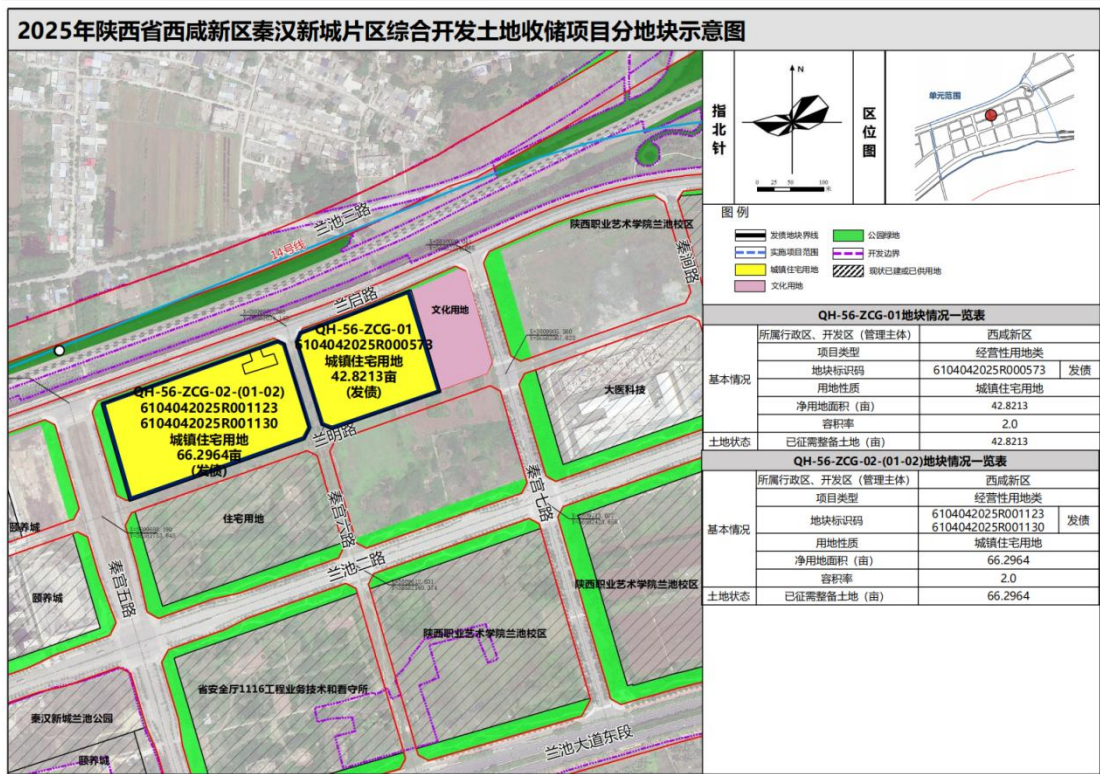 2025年陕西省西咸新区秦汉新城片区综合开发土地收储项目分地块示意图
兰池三路
14号线
陕西职业艺术学院兰池校区
秦涧路
兰启路
文化用地
QH-56-ZCG-01
6104042025R000573
城镇住宅用地
42.8213亩
(发债)
大医科技
QH-56-ZCG-02-(01-02)
6104042025R001123
6104042025R001130
城镇住宅用地
66.2964亩
(发债)
兰明路
住宅用地
秦宫六路
秦宫七路
颐养城
秦宫五路
兰池二路
颐养城
陕西职业艺术学院兰池校区
陕西职业艺术学院兰池校区
省安全厅1116工程业务技术和看守所
秦汉新城兰池公园
颐养城
兰池大道东段
指北针
N
0 25 50 100
米
区位图
单元范围
图例
发债地块界线
公园绿地
实施项目范围
开发边界
城镇住宅用地
现状已建或已供用地
文化用地
QH-56-ZCG-01地块情况一览表
基本情况
所属行政区、开发区（管理主体） 西咸新区
项目类型 经营性用地类
地块标识码 6104042025R000573 发债
用地性质 城镇住宅用地
净用地面积（亩） 42.8213
容积率 2.0
土地状态 已征需整备土地（亩） 42.8213
QH-56-ZCG-02-(01-02)地块情况一览表
基本情况
所属行政区、开发区（管理主体） 西咸新区
项目类型 经营性用地类
地块标识码 6104042025R001123 发债
6104042025R001130
用地性质 城镇住宅用地
净用地面积（亩） 66.2964
容积率 2.0
土地状态 已征需整备土地（亩） 66.2964